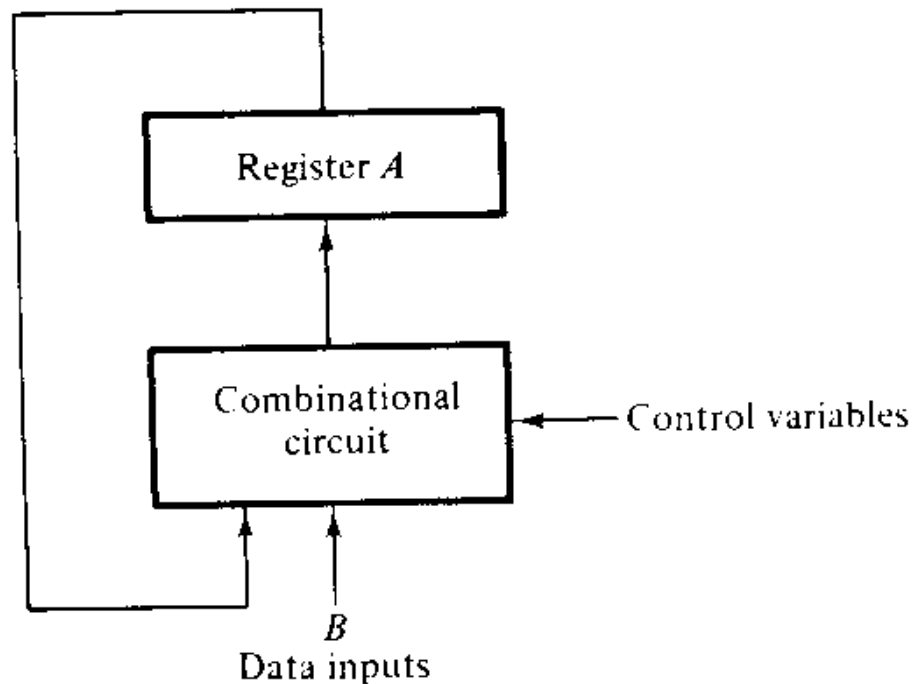 Register A
Combinational
circuit
Control variables
B
Data inputs